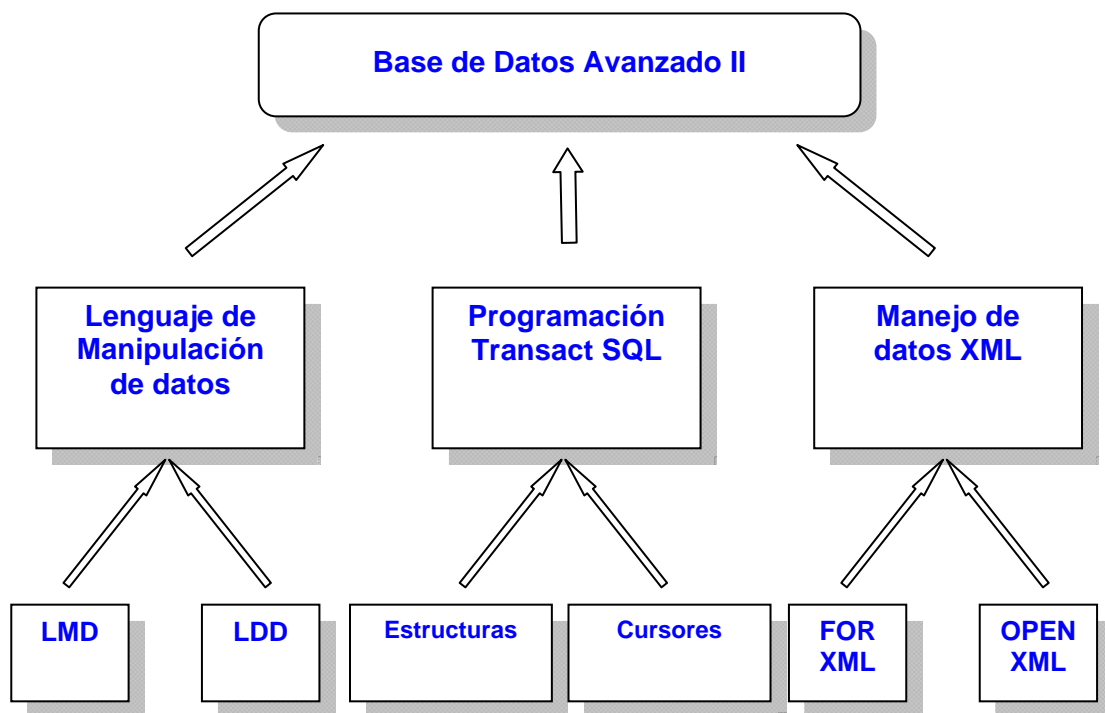 Base de Datos Avanzado II
Lenguaje de
Manipulación
de datos
Programación
Transact SQL
Manejo de
datos XML
LMD
LDD
Estructuras
Cursores
FOR
XML
OPEN
XML